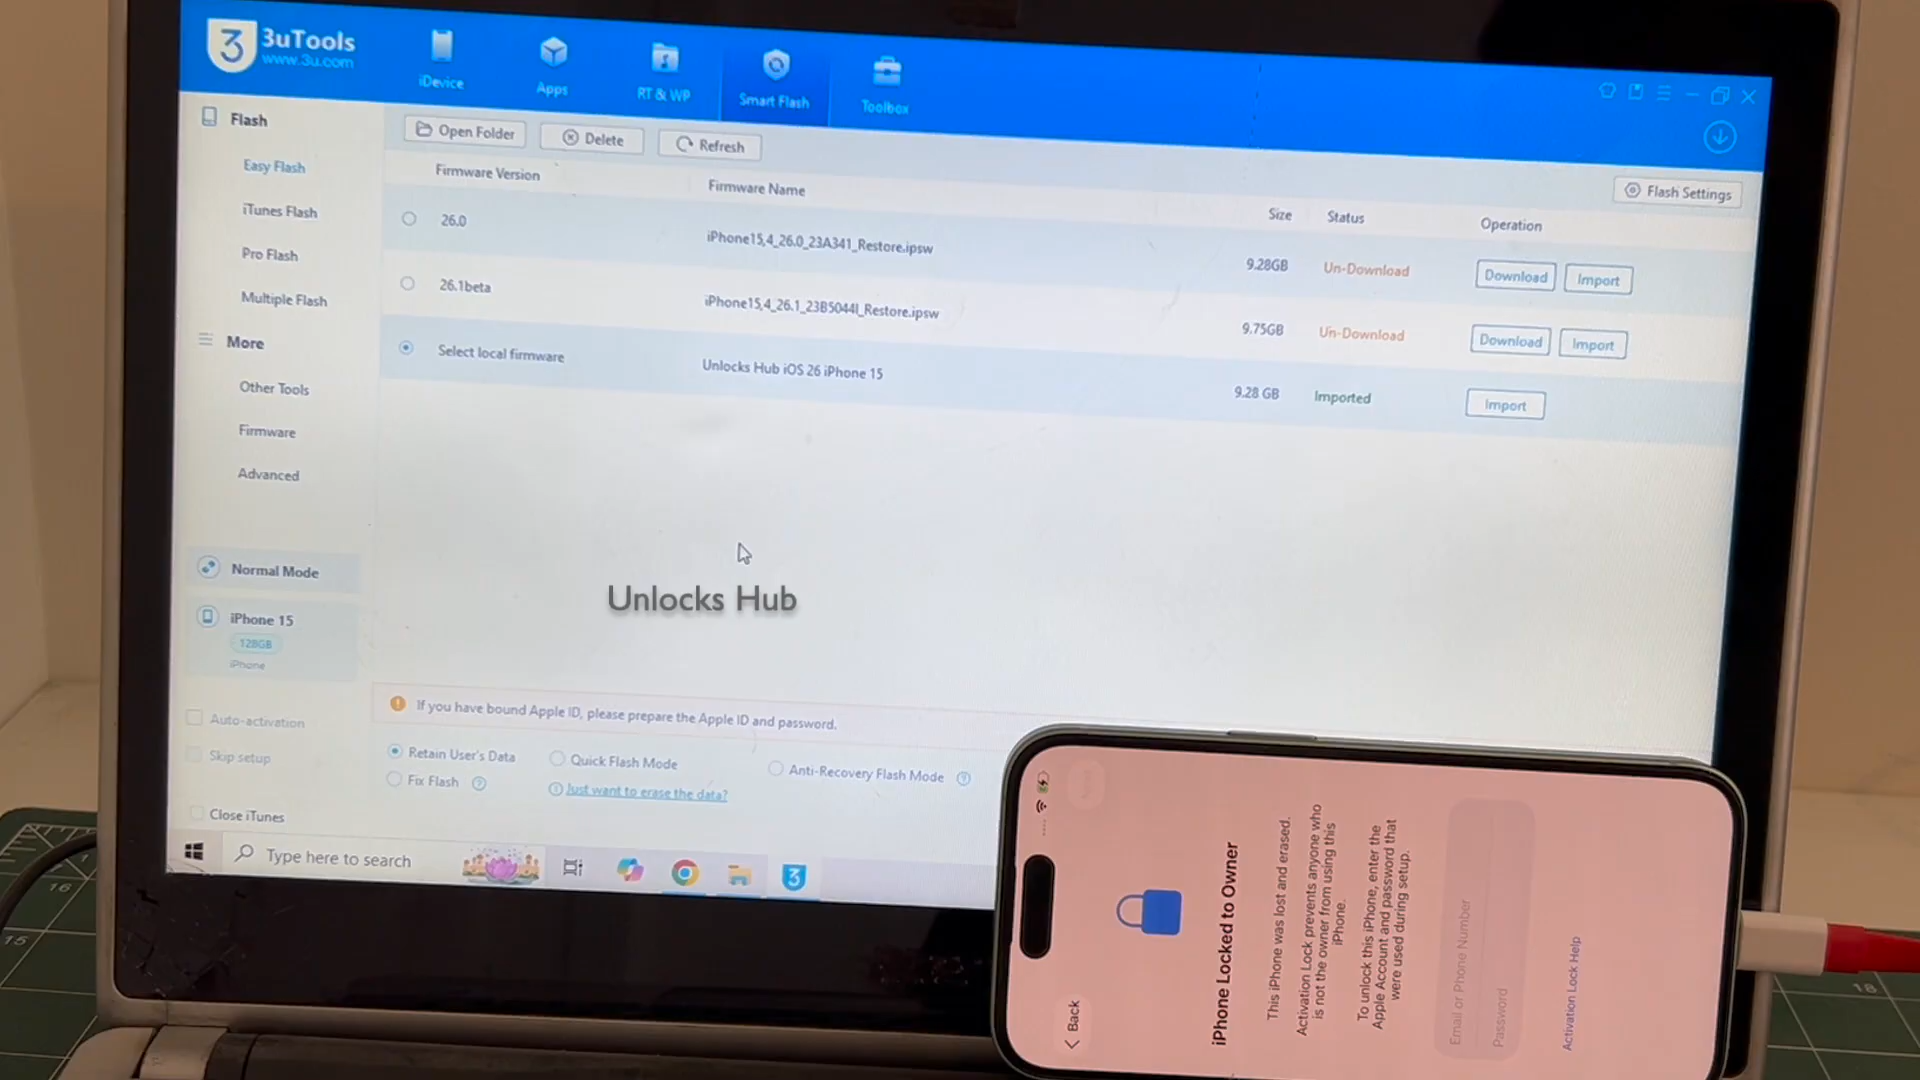 3uTools
www.3u.com
iDevice
Apps
RT & WP
Smart Flash
Toolbox
Flash
Easy Flash
iTunes Flash
Pro Flash
Multiple Flash
More
Other Tools
Firmware
Advanced
Normal Mode
iPhone 15
128GB
iPhone
Auto-activation
Skip setup
Close iTunes
Open Folder
Delete
Refresh
Flash Settings
Firmware Version
Firmware Name
Size
Status
Operation
26.0
iPhone15,4_26.0_23A341_Restore.ipsw
9.28GB
Un-Download
Download
Import
26.1beta
iPhone15,4_26.1_23B5044l_Restore.ipsw
9.75GB
Un-Download
Download
Import
Select local firmware
Unlocks Hub iOS 26 iPhone 15
9.28 GB
Imported
Import
Unlocks Hub
If you have bound Apple ID, please prepare the Apple ID and password.
Retain User's Data
Quick Flash Mode
Anti-Recovery Flash Mode
Fix Flash
Just want to erase the data?
Type here to search
Back
iPhone Locked to Owner
This iPhone was lost and erased.
Activation Lock prevents anyone who
is not the owner from using this
iPhone.
To unlock this iPhone, enter the
Apple Account and password that
were used during setup.
Email or Phone Number
Password
Activation Lock Help
16
15
18